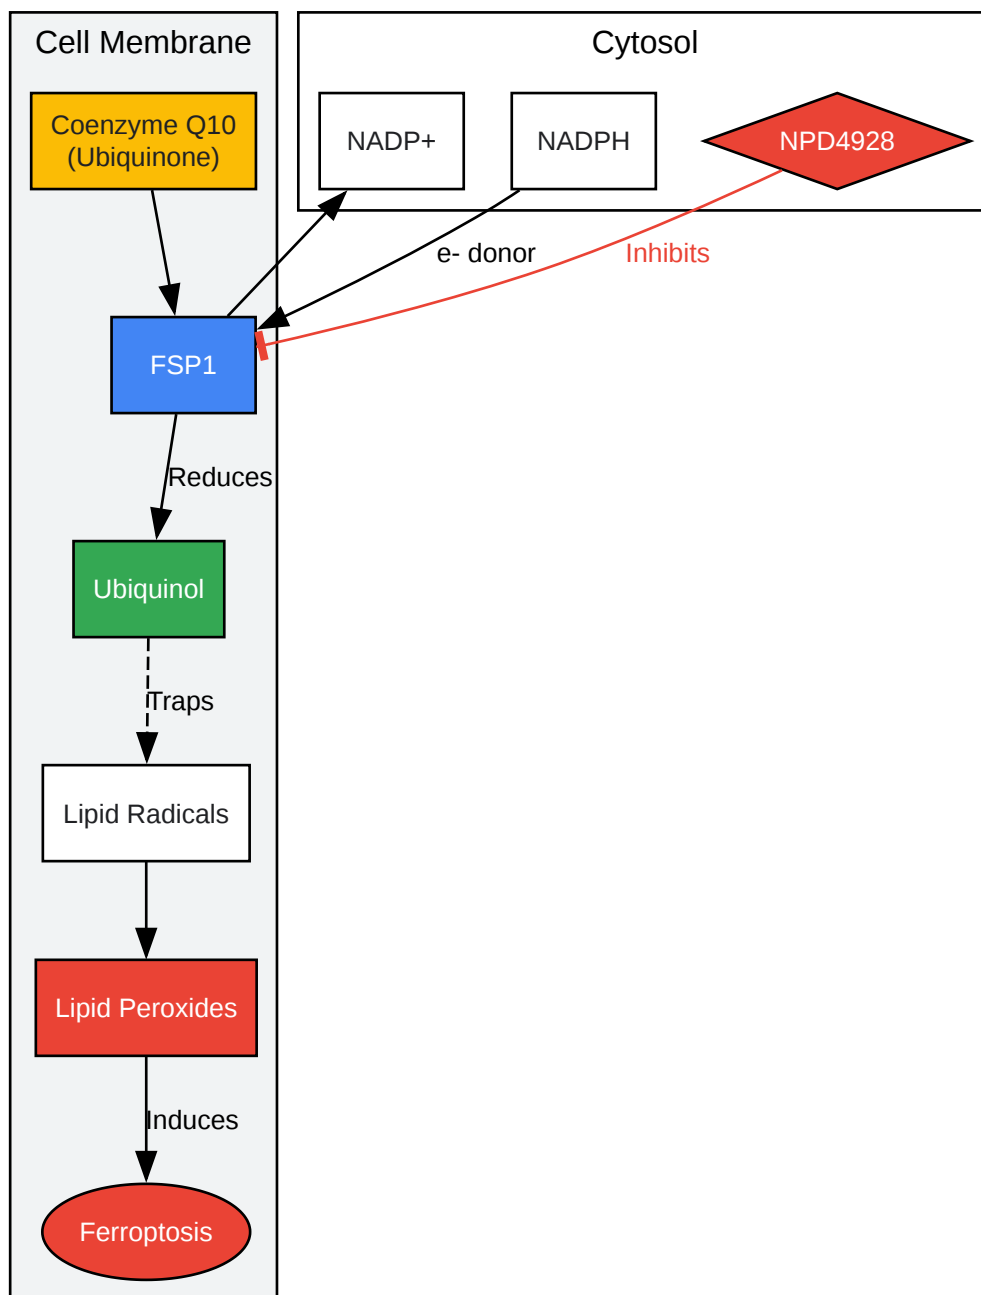 Cell Membrane
Cytosol
Coenzyme Q10
(Ubiquinone)
NADP+
NADPH
NPD4928
e- donor
Inhibits
FSP1
Reduces
Ubiquinol
Traps
Lipid Radicals
Lipid Peroxides
Induces
Ferroptosis